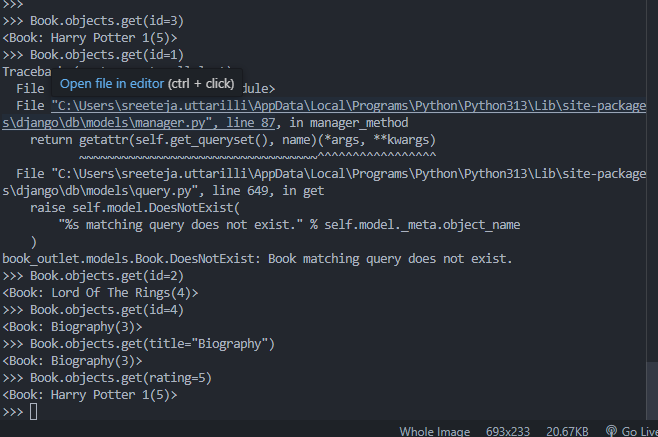 >>>
>>> Book.objects.get(id=3)
<Book: Harry Potter 1(5)>
>>> Book.objects.get(id=1)
Traceba
Open file in editor (ctrl + click)
  File dule>
  File "C:\Users\sreeteja.uttarilli\AppData\Local\Programs\Python\Python313\Lib\site-package
s\django\db\models\manager.py", line 87, in manager_method
    return getattr(self.get_queryset(), name)(*args, **kwargs)
           ~~~~~~~~~~~~~~~~~~~~~~~~~~~~~~~~~~^^^^^^^^^^^^^^^^^
  File "C:\Users\sreeteja.uttarilli\AppData\Local\Programs\Python\Python313\Lib\site-package
s\django\db\models\query.py", line 649, in get
    raise self.model.DoesNotExist(
        "%s matching query does not exist." % self.model._meta.object_name
    )
book_outlet.models.Book.DoesNotExist: Book matching query does not exist.
>>> Book.objects.get(id=2)
<Book: Lord Of The Rings(4)>
>>> Book.objects.get(id=4)
<Book: Biography(3)>
>>> Book.objects.get(title="Biography")
<Book: Biography(3)>
>>> Book.objects.get(rating=5)
<Book: Harry Potter 1(5)>
>>>
Whole Image 693x233 20.67KB Go Live